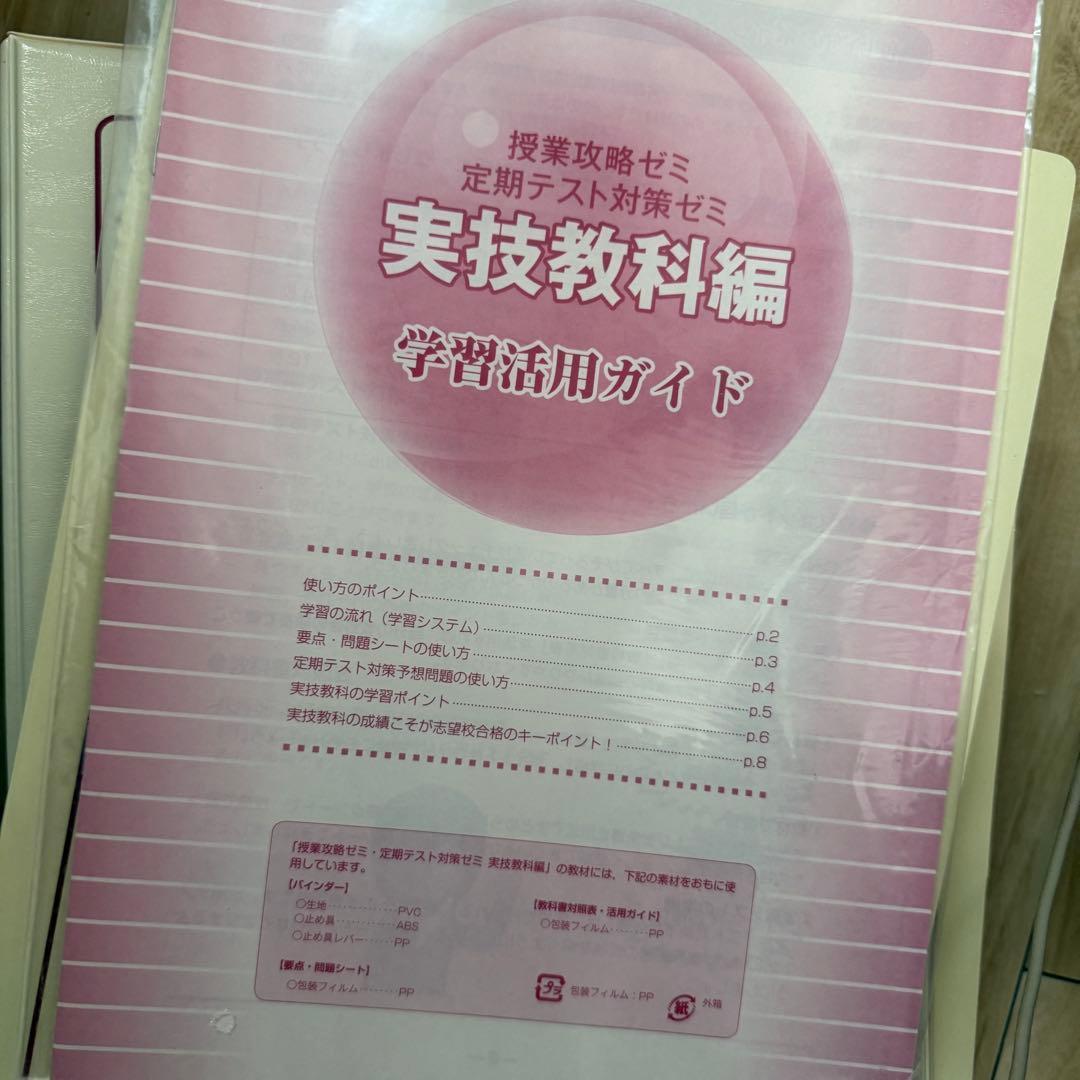 授業攻略ゼミ
定期テスト対策ゼミ
実技教科編
学習活用ガイド
使い方のポイント……p.2
学習の流れ(学習システム)……p.3
要点・問題シートの使い方……p.4
定期テスト対策予想問題の使い方……p.5
実技教科の学習ポイント……p.6
実技教科の成績こそが志望校合格のキーポイント!……p.8
「授業攻略ゼミ・定期テスト対策ゼミ 実技教科編」の教材には、下記の素材をおもに使
用しています。
【バインダー】
○生地……PVC
○止め具……ABS
○止め具レバー……PP
【要点・問題シート】
○包装フィルム……PP
【教科書対照表・活用ガイド】
○包装フィルム……PP
プラ 包装フィルム:PP
紙 外箱